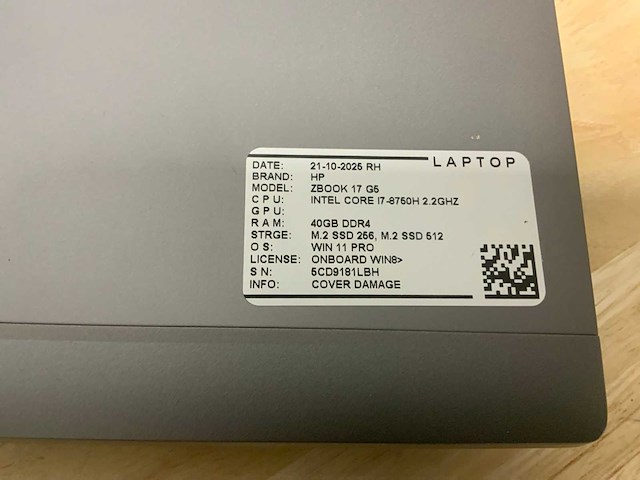 LAPTOP
DATE: 21-10-2025 RH
BRAND: HP
MODEL: ZBOOK 17 G5
CPU: INTEL CORE I7-8750H 2.2GHZ
GPU:
RAM: 40GB DDR4
STRGE: M.2 SSD 256, M.2 SSD 512
OS: WIN 11 PRO
LICENSE: ONBOARD WIN8>
SN: 5CD9181LBH
INFO: COVER DAMAGE